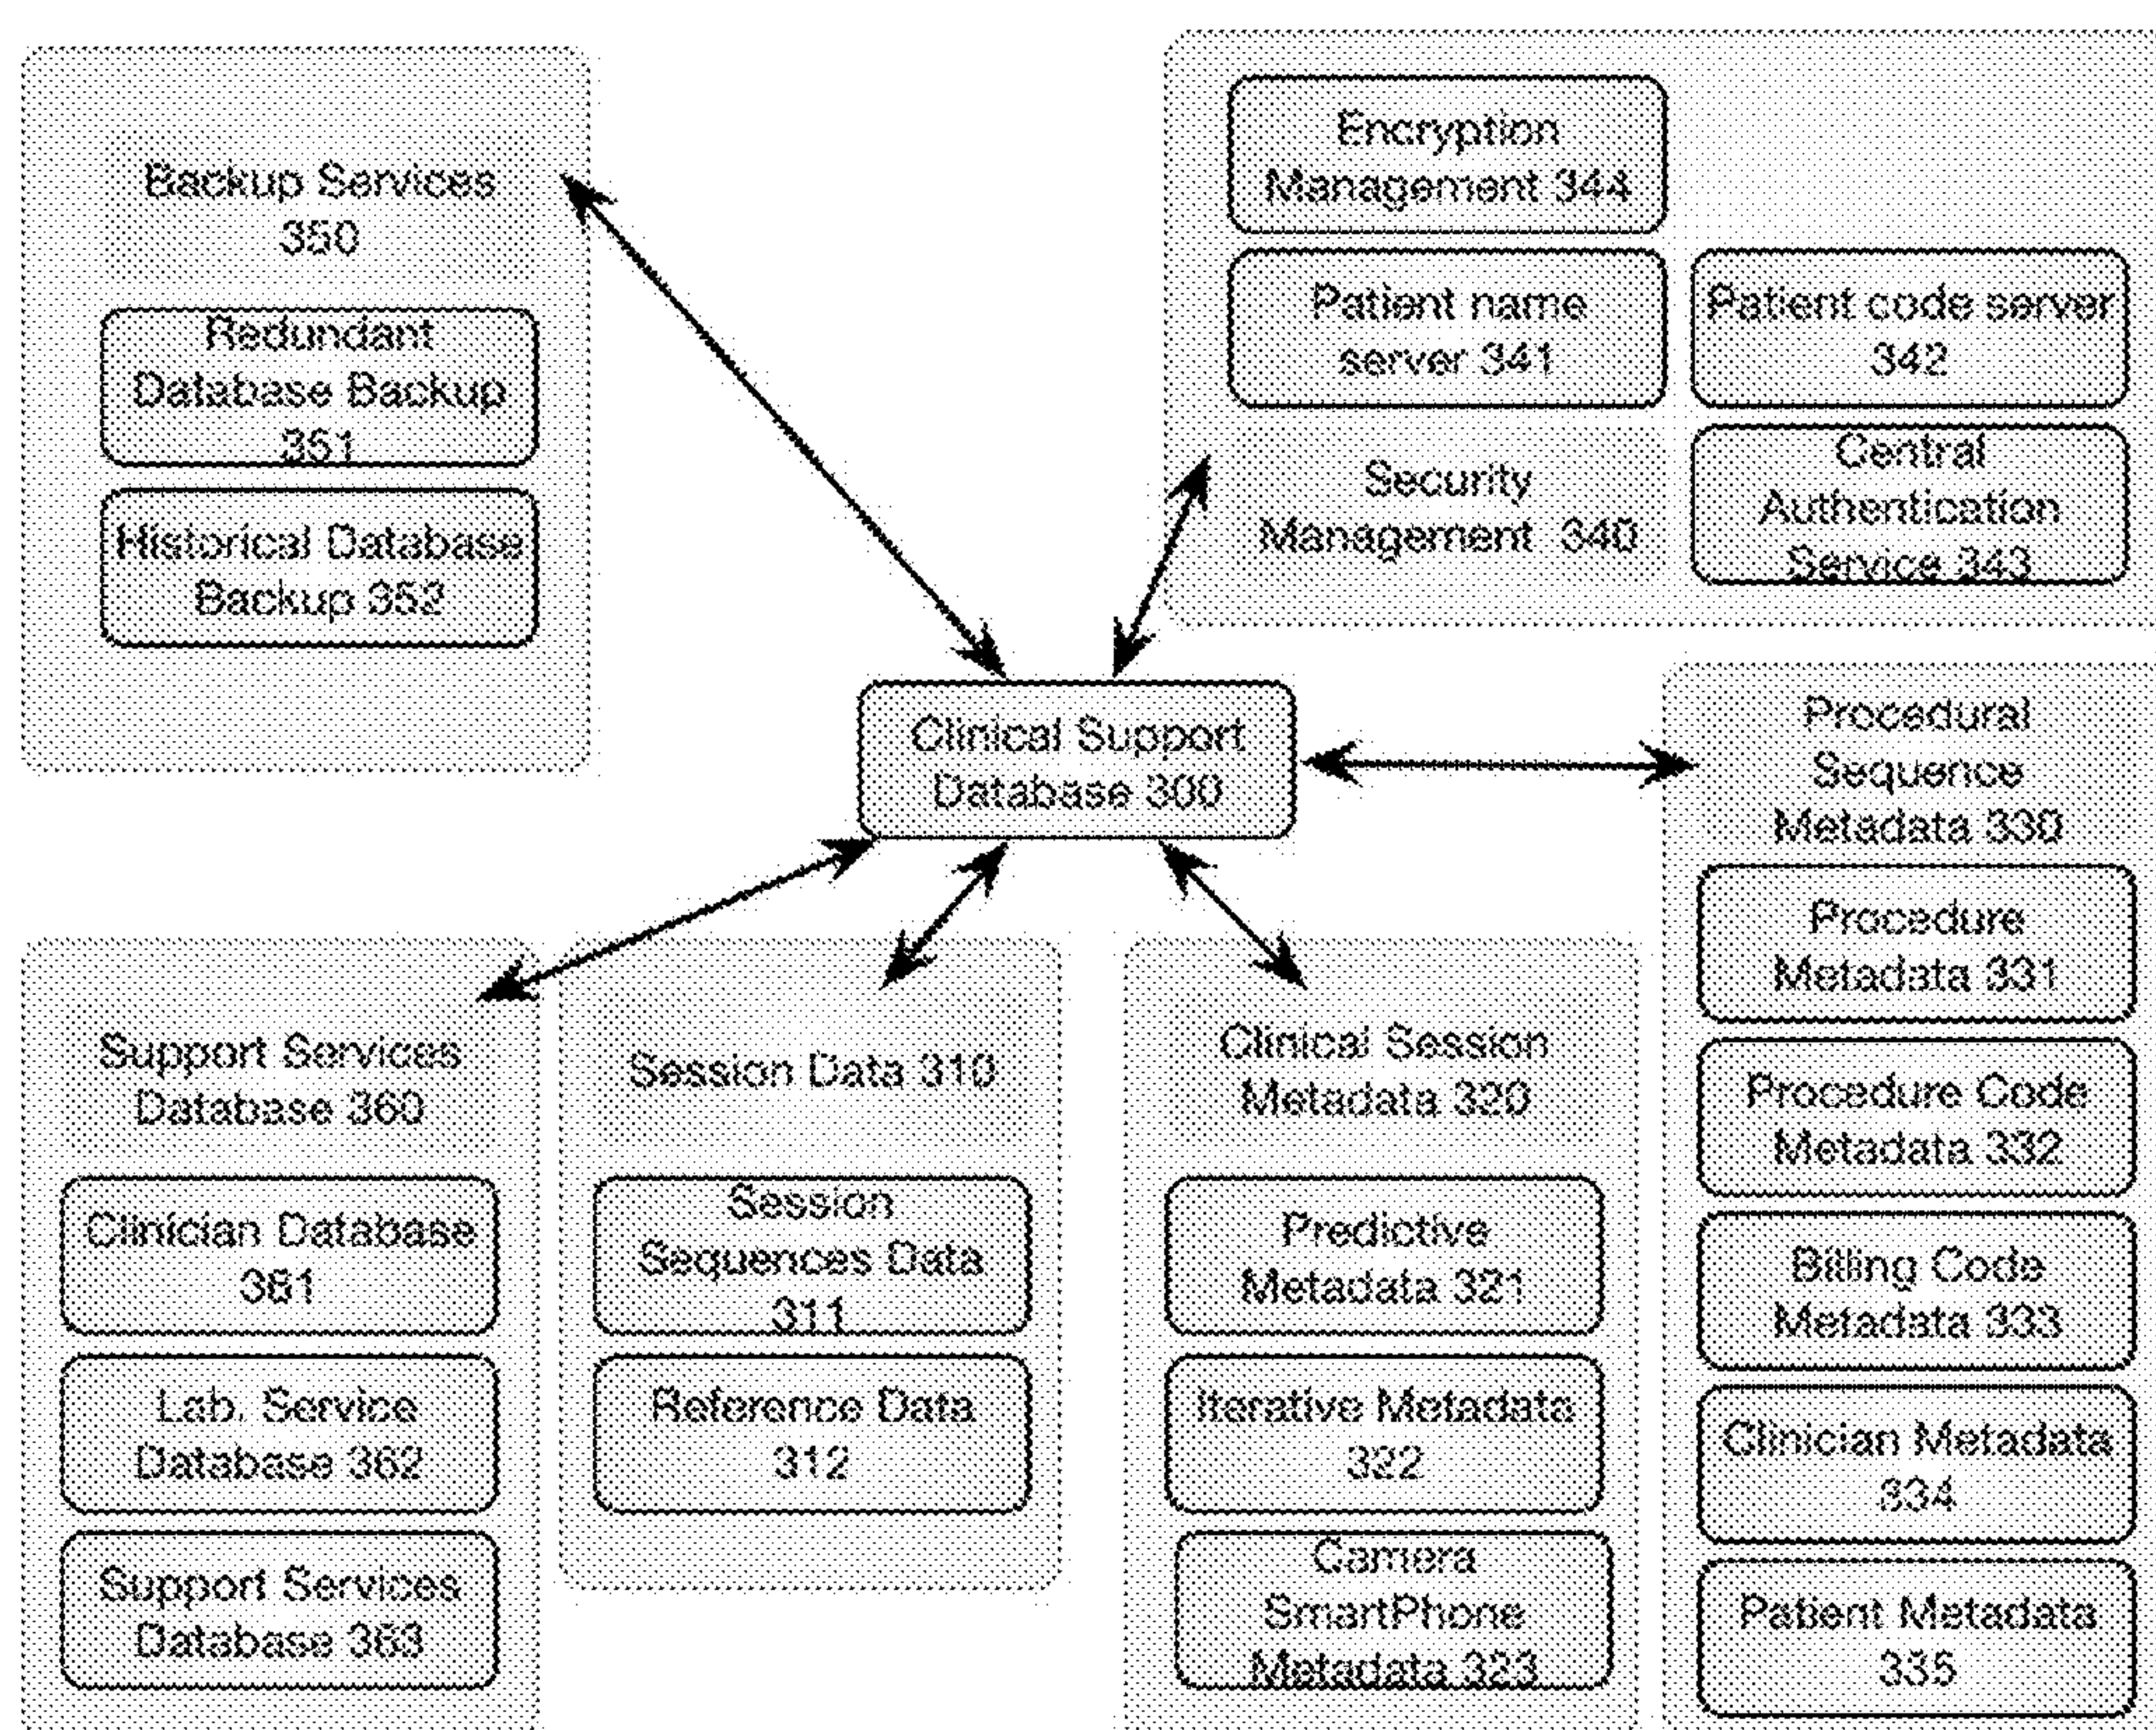 Backup Services
350
Redundant
Database Backup
351
Historical Database
Backup 352
Encryption
Management 344
Patient name
server 341
Patient code server
342
Security
Management 340
Central
Authentication
Service 343
Clinical Support
Database 300
Procedural
Sequence
Metadata 330
Procedure
Metadata 331
Procedure Code
Metadata 332
Billing Code
Metadata 333
Clinician Metadata
334
Patient Metadata
335
Support Services
Database 360
Clinician Database
361
Lab. Service
Database 362
Support Services
Database 363
Session Data 310
Session
Sequences Data
311
Reference Data
312
Clinical Session
Metadata 320
Predictive
Metadata 321
Iterative Metadata
322
Camera
SmartPhone
Metadata 323